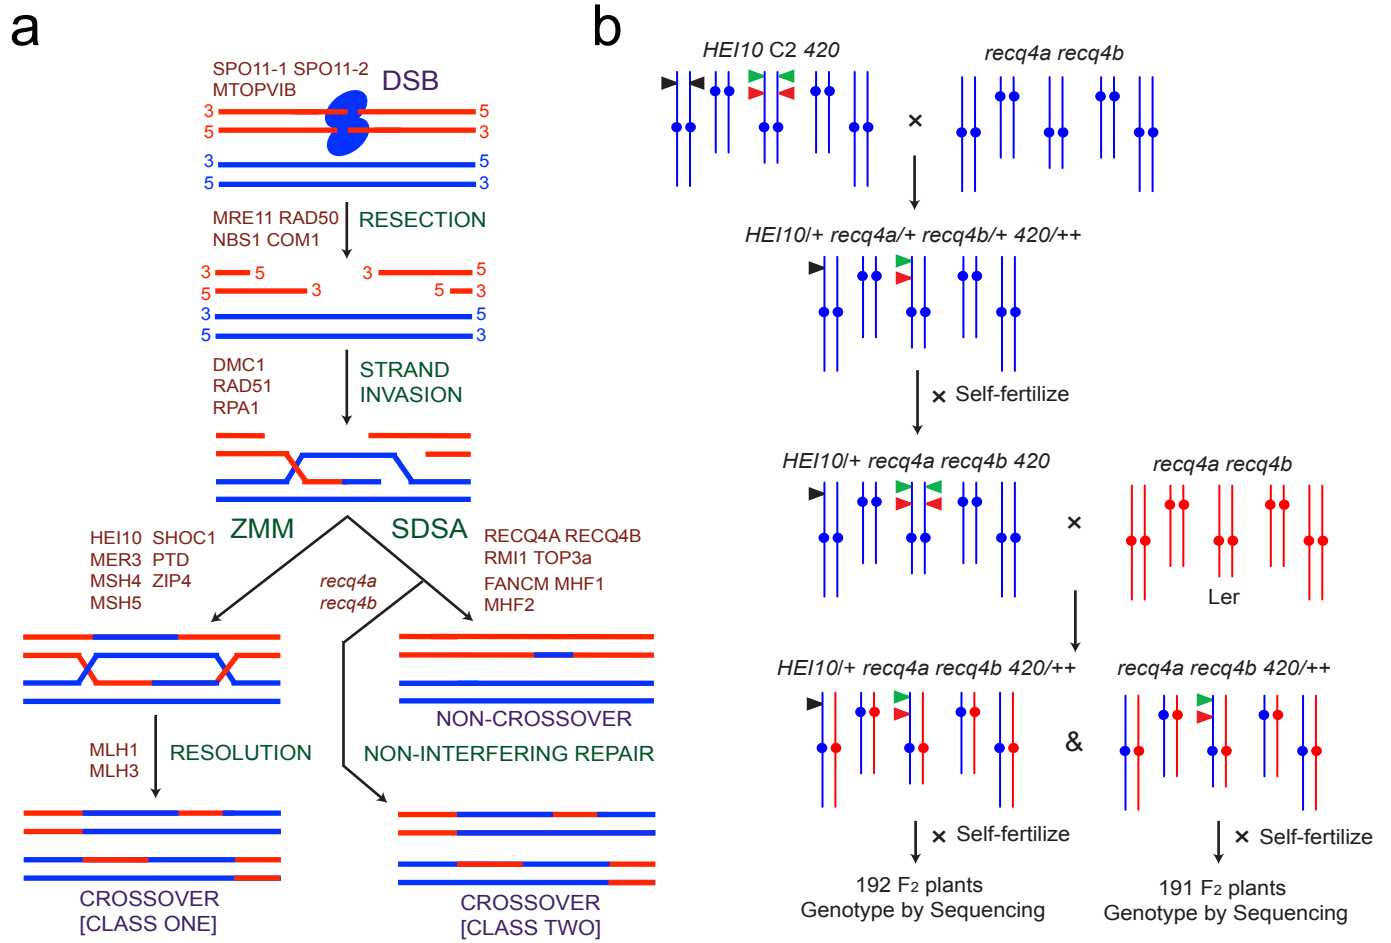 a
SPO11-1 SPO11-2
MTOPVIB
DSB
3 5
5 3
3 5
5 3
MRE11 RAD50
NBS1 COM1
RESECTION
3 5 3 5
5 3 5 3
3 5
5 3
DMC1
RAD51
RPA1
STRAND
INVASION
ZMM
SDSA
HEI10 SHOC1
MER3 PTD
MSH4 ZIP4
MSH5
recq4a
recq4b
RECQ4A RECQ4B
RMI1 TOP3a
FANCM MHF1
MHF2
NON-CROSSOVER
MLH1
MLH3
RESOLUTION
NON-INTERFERING REPAIR
CROSSOVER
[CLASS ONE]
CROSSOVER
[CLASS TWO]
b
HEI10 C2 420
recq4a recq4b
×
HEI10/+ recq4a/+ recq4b/+ 420/++
× Self-fertilize
HEI10/+ recq4a recq4b 420
recq4a recq4b
×
Ler
HEI10/+ recq4a recq4b 420/++
recq4a recq4b 420/++
&
× Self-fertilize
× Self-fertilize
192 F2 plants
Genotype by Sequencing
191 F2 plants
Genotype by Sequencing